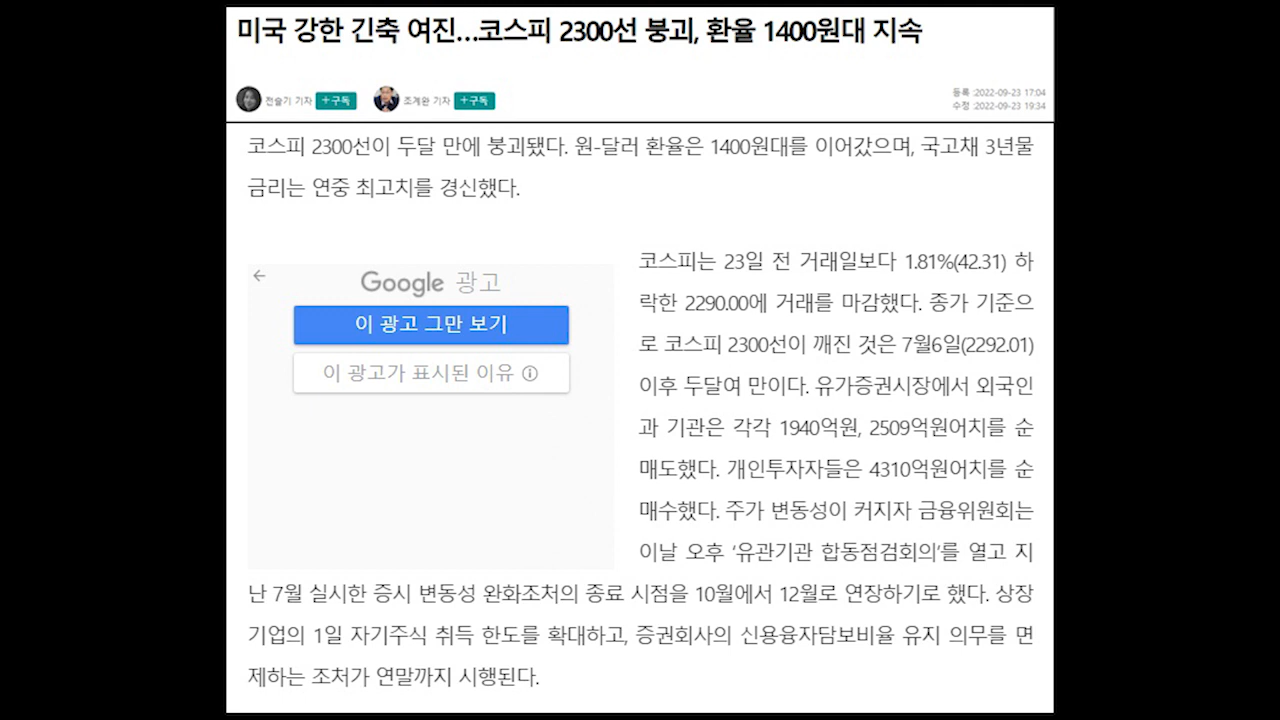 미국 강한 긴축 여진…코스피 2300선 붕괴, 환율 1400원대 지속
전슬기 기자 +구독 조계완 기자 +구독
등록 :2022-09-23 17:04
수정 :2022-09-23 19:34
코스피 2300선이 두달 만에 붕괴됐다. 원-달러 환율은 1400원대를 이어갔으며, 국고채 3년물
금리는 연중 최고치를 경신했다.
Google 광고
이 광고 그만 보기
이 광고가 표시된 이유
코스피는 23일 전 거래일보다 1.81%(42.31) 하
락한 2290.00에 거래를 마감했다. 종가 기준으
로 코스피 2300선이 깨진 것은 7월6일(2292.01)
이후 두달여 만이다. 유가증권시장에서 외국인
과 기관은 각각 1940억원, 2509억원어치를 순
매도했다. 개인투자자들은 4310억원어치를 순
매수했다. 주가 변동성이 커지자 금융위원회는
이날 오후 ‘유관기관 합동점검회의’를 열고 지
난 7월 실시한 증시 변동성 완화조처의 종료 시점을 10월에서 12월로 연장하기로 했다. 상장
기업의 1일 자기주식 취득 한도를 확대하고, 증권회사의 신용융자담보비율 유지 의무를 면
제하는 조처가 연말까지 시행된다.